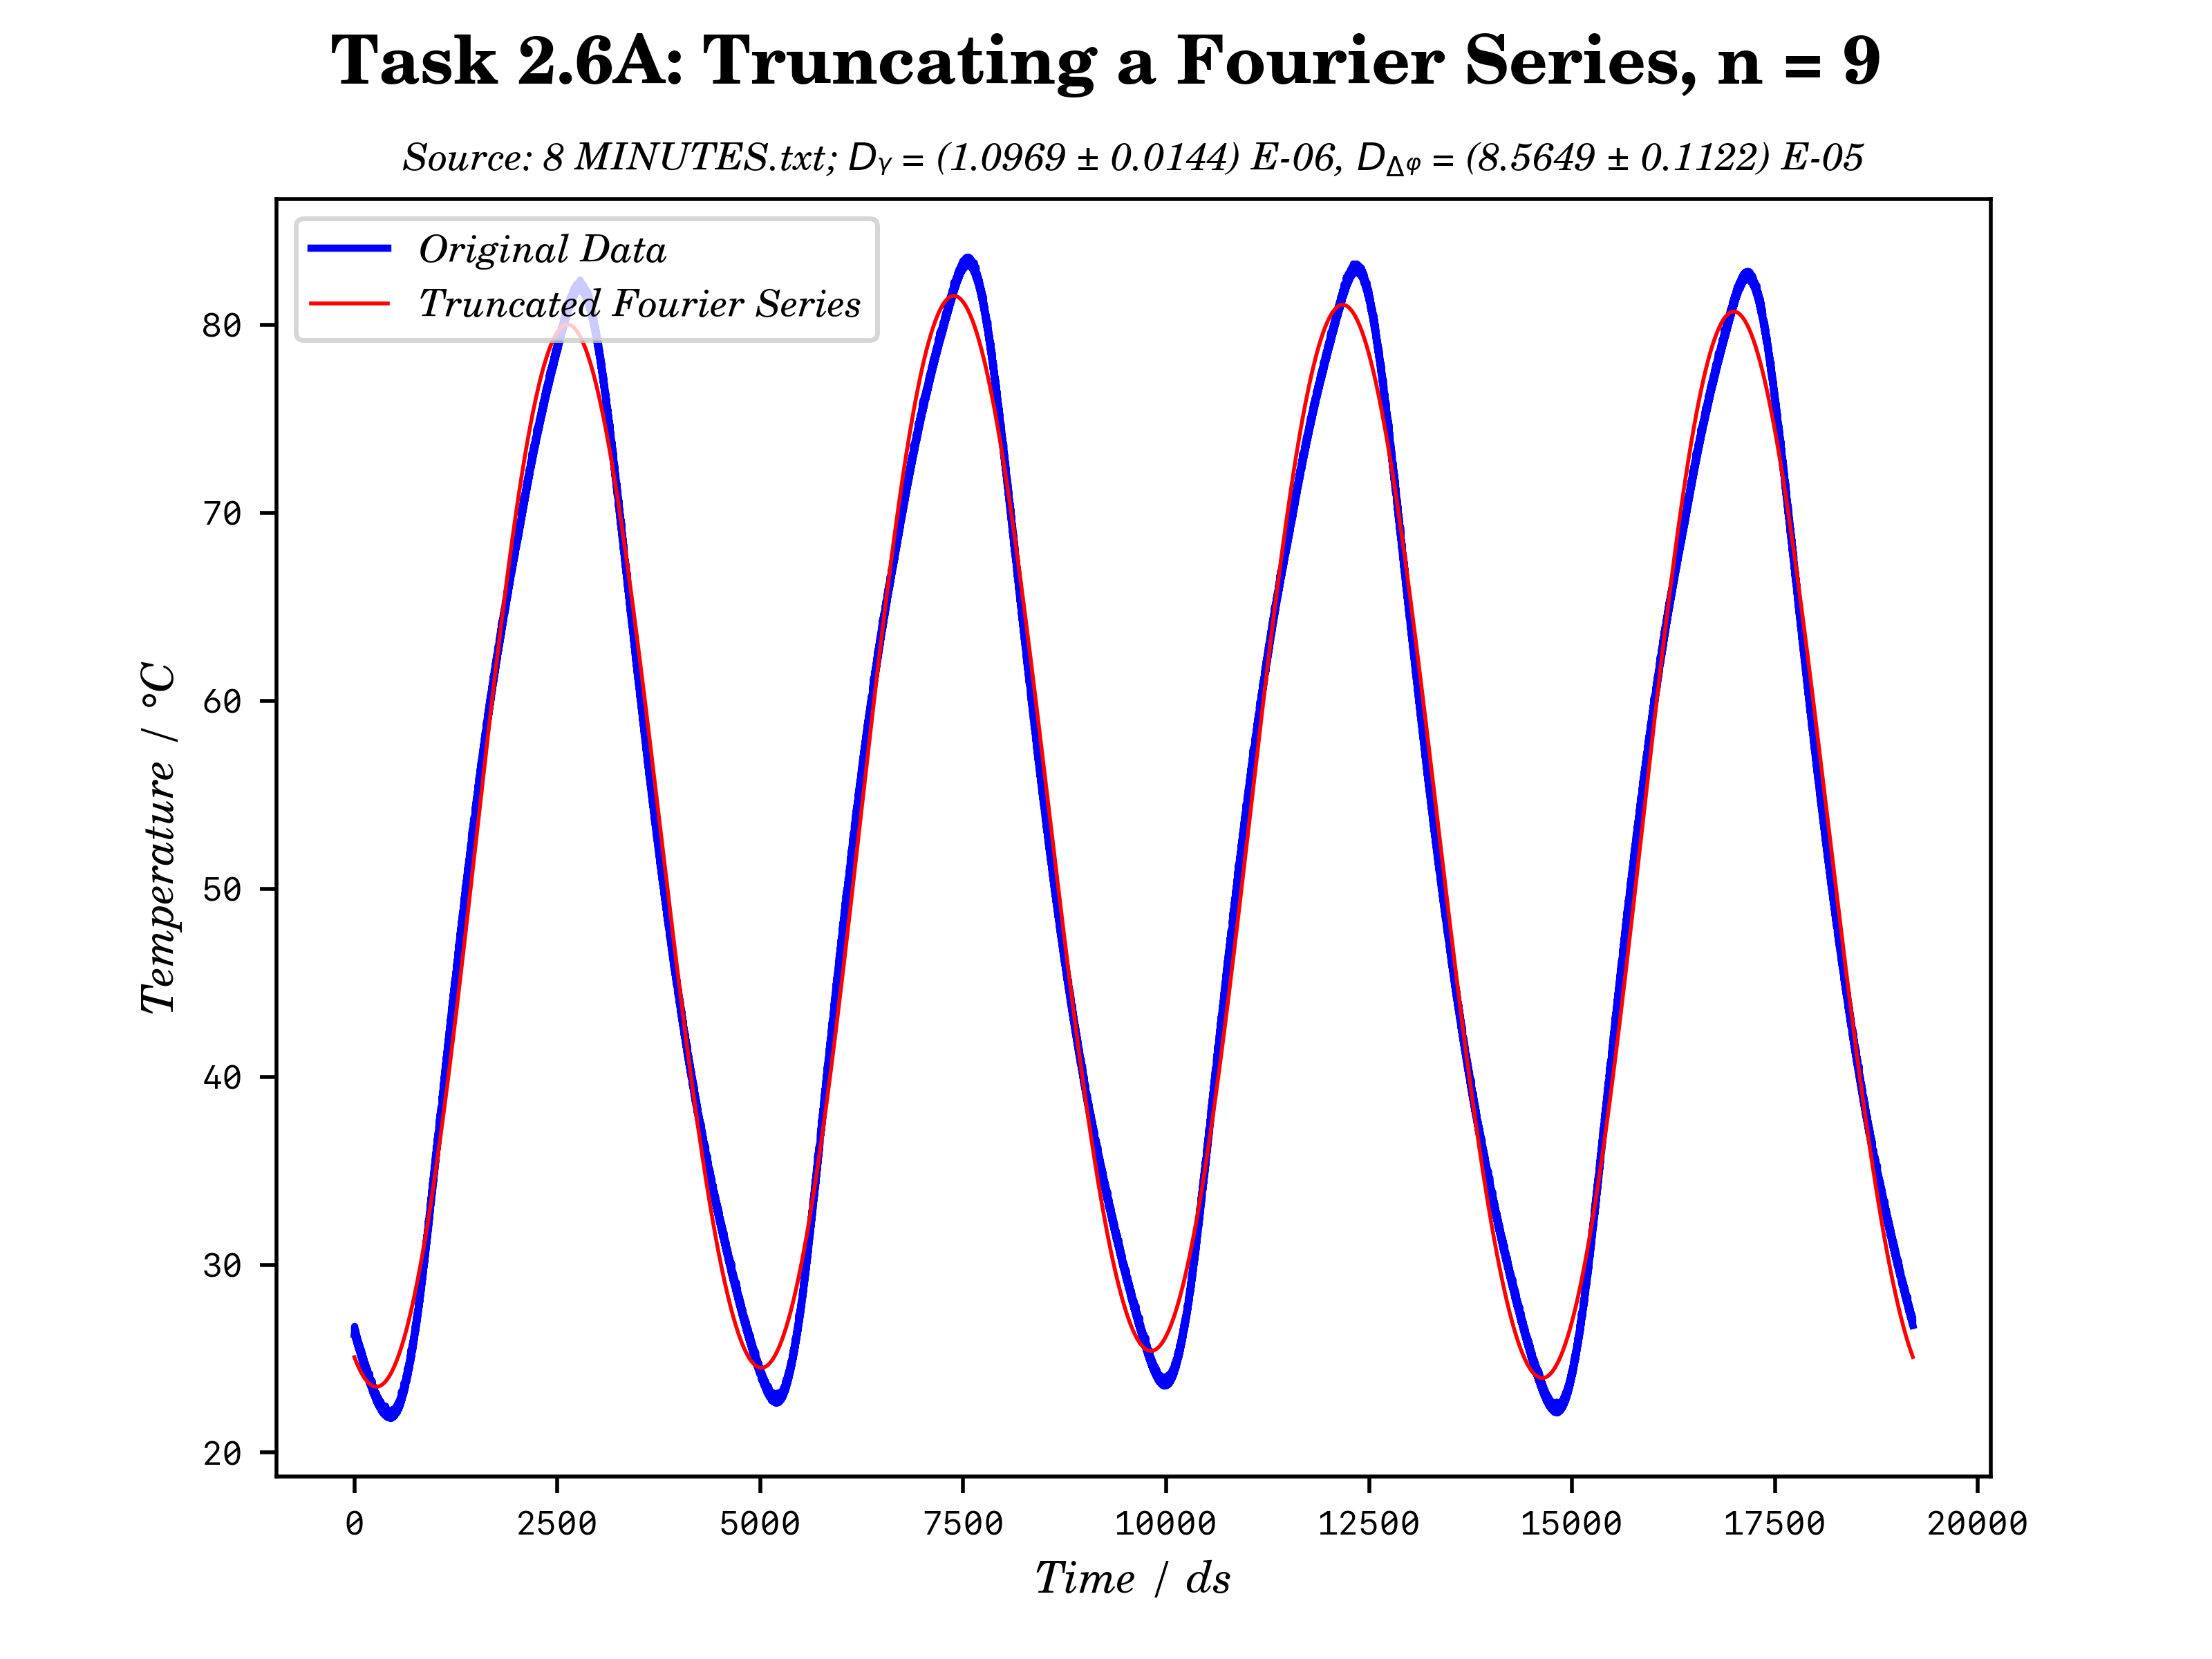 Task 2.6A: Truncating a Fourier Series, n = 9
Source: 8 MINUTES.txt; Dγ = (1.0969 ± 0.0144) E-06, DΔφ = (8.5649 ± 0.1122) E-05
Original Data
Truncated Fourier Series
80
70
60
50
40
30
20
Temperature / °C
0 2500 5000 7500 10000 12500 15000 17500 20000
Time / ds